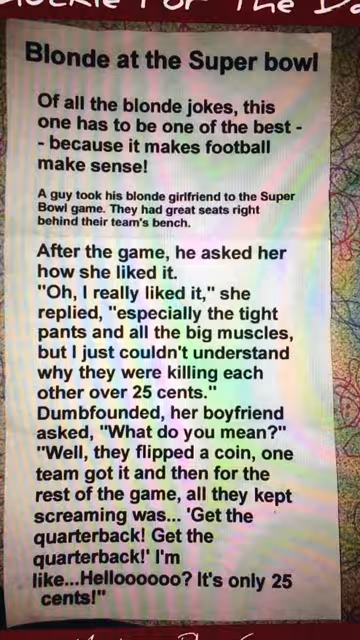 For The
Blonde at the Super bowl
Of all the blonde jokes, this
one has to be one of the best -
- because it makes football
make sense!
A guy took his blonde girlfriend to the Super
Bowl game. They had great seats right
behind their team's bench.
After the game, he asked her
how she liked it.
"Oh, I really liked it," she
replied, "especially the tight
pants and all the big muscles,
but I just couldn't understand
why they were killing each
other over 25 cents."
Dumbfounded, her boyfriend
asked, "What do you mean?"
"Well, they flipped a coin, one
team got it and then for the
rest of the game, all they kept
screaming was... 'Get the
quarterback! Get the
quarterback!' I'm
like...Helloooooo? It's only 25
cents!"